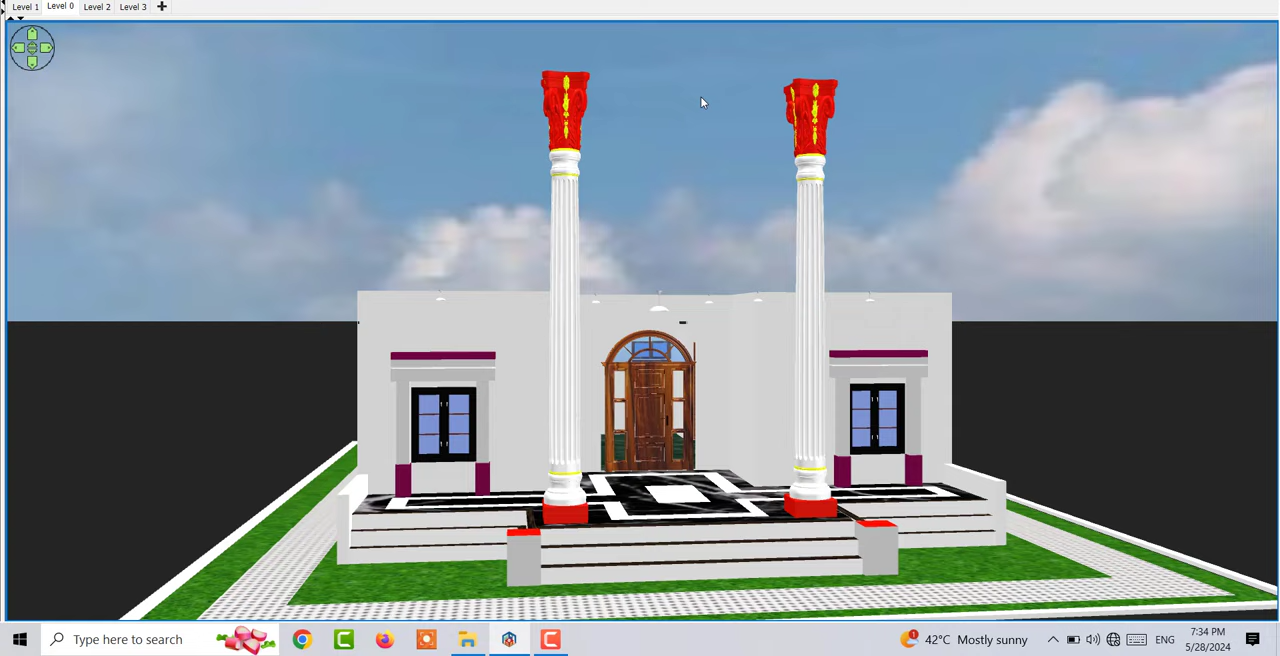 Level 1 Level 0 Level 2 Level 3
Type here to search
42°C Mostly sunny
ENG
7:34 PM
5/28/2024
1